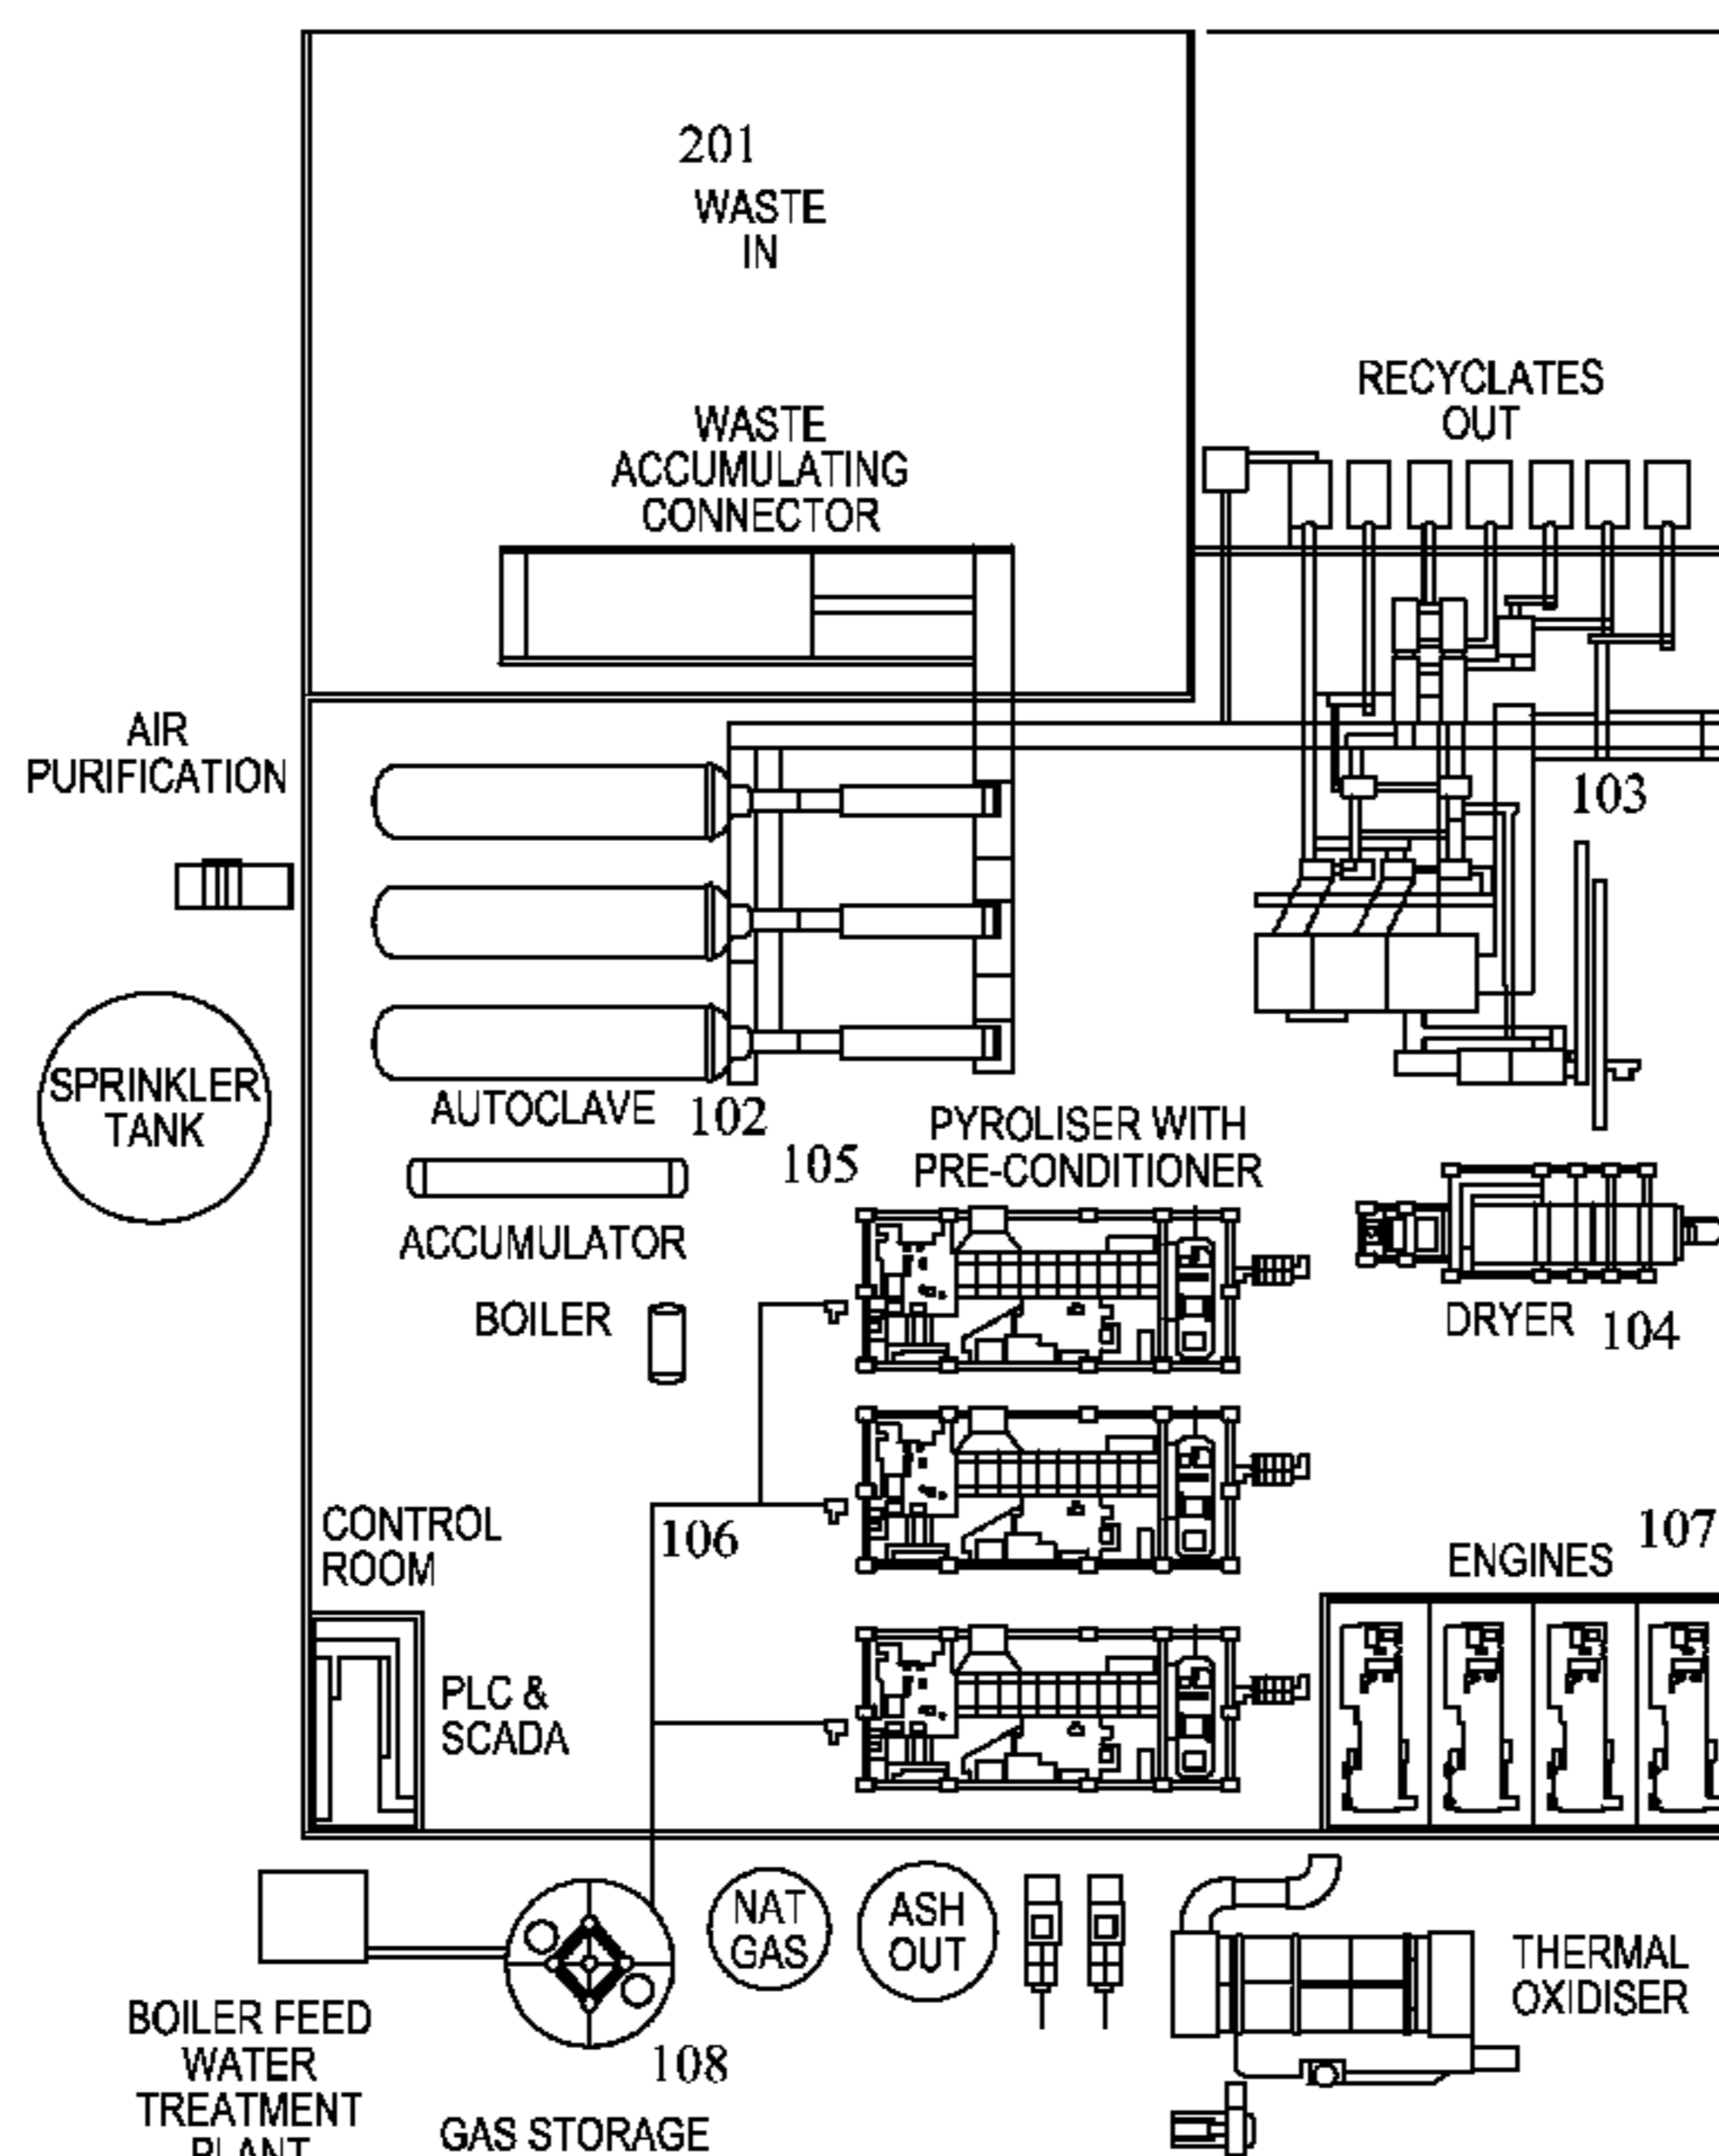 201
WASTE
IN
RECYCLATES
OUT
WASTE
ACCUMULATING
CONNECTOR
AIR
PURIFICATION
103
SPRINKLER
TANK
AUTOCLAVE
102
105
PYROLISER WITH
PRE-CONDITIONER
ACCUMULATOR
BOILER
DRYER
104
CONTROL
ROOM
106
107
ENGINES
PLC &
SCADA
NAT
GAS
ASH
OUT
THERMAL
OXIDISER
BOILER FEED
WATER
TREATMENT
PLANT
108
GAS STORAGE